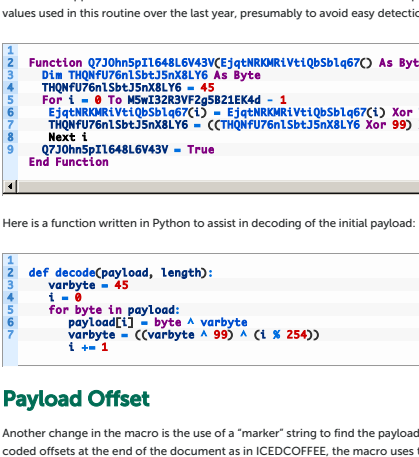 values used in this routine over the last year, presumably to avoid easy detectio
1
2 Function Q7JOhn5pIl648L6V43V(EjqtNRKMRiVtiQbSblq67() As Byt
3 Dim THQNfU76nlSbtJ5nX8LY6 As Byte
4 THQNfU76nlSbtJ5nX8LY6 = 45
5 For i = 0 To M5wI32R3VF2g5B21EK4d - 1
6 EjqtNRKMRiVtiQbSblq67(i) = EjqtNRKMRiVtiQbSblq67(i) Xor
7 THQNfU76nlSbtJ5nX8LY6 = ((THQNfU76nlSbtJ5nX8LY6 Xor 99)
8 Next i
9 Q7JOhn5pIl648L6V43V = True
End Function
Here is a function written in Python to assist in decoding of the initial payload:
1
2 def decode(payload, length):
3 varbyte = 45
4 i = 0
5 for byte in payload:
6 payload[i] = byte ^ varbyte
7 varbyte = ((varbyte ^ 99) ^ (i % 254))
i += 1
Payload Offset
Another change in the macro is the use of a “marker” string to find the payload
coded offsets at the end of the document as in ICEDCOFFEE, the macro uses